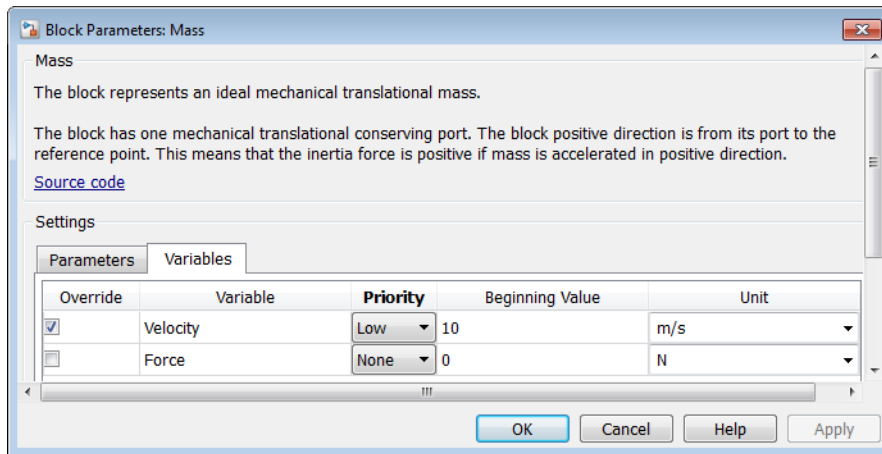 Block Parameters: Mass
Mass
The block represents an ideal mechanical translational mass.
The block has one mechanical translational conserving port. The block positive direction is from its port to the
reference point. This means that the inertia force is positive if mass is accelerated in positive direction.
Source code
Settings
Parameters Variables
Override Variable Priority Beginning Value Unit
Velocity Low 10 m/s
Force None 0 N
OK Cancel Help Apply